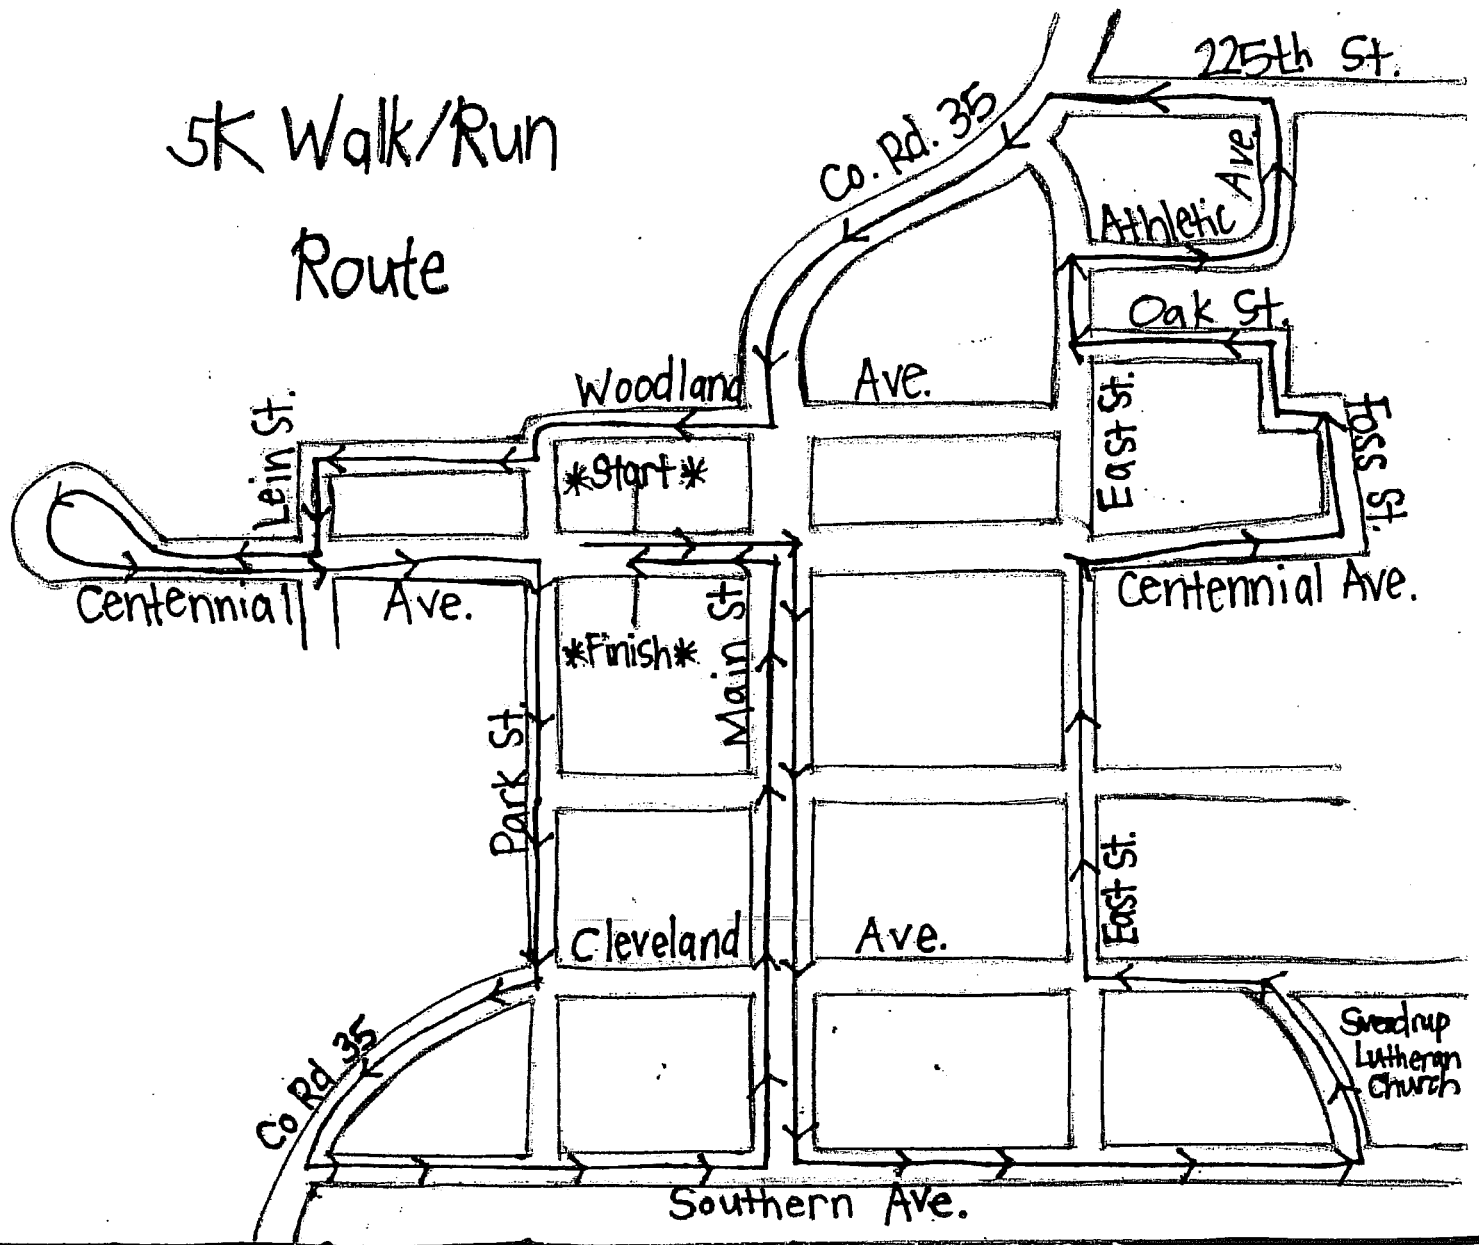 5K Walk/Run
Route
225th St.
Co. Rd. 35
Athletic Ave.
Oak St.
Woodland Ave.
Lein St.
*Start*
East St.
Foss St.
Centennial Ave.
Centennial Ave.
*Finish*
Main St
Park St.
East St.
Cleveland Ave.
Co Rd 35
Sverdrup
Lutheran
Church
Southern Ave.